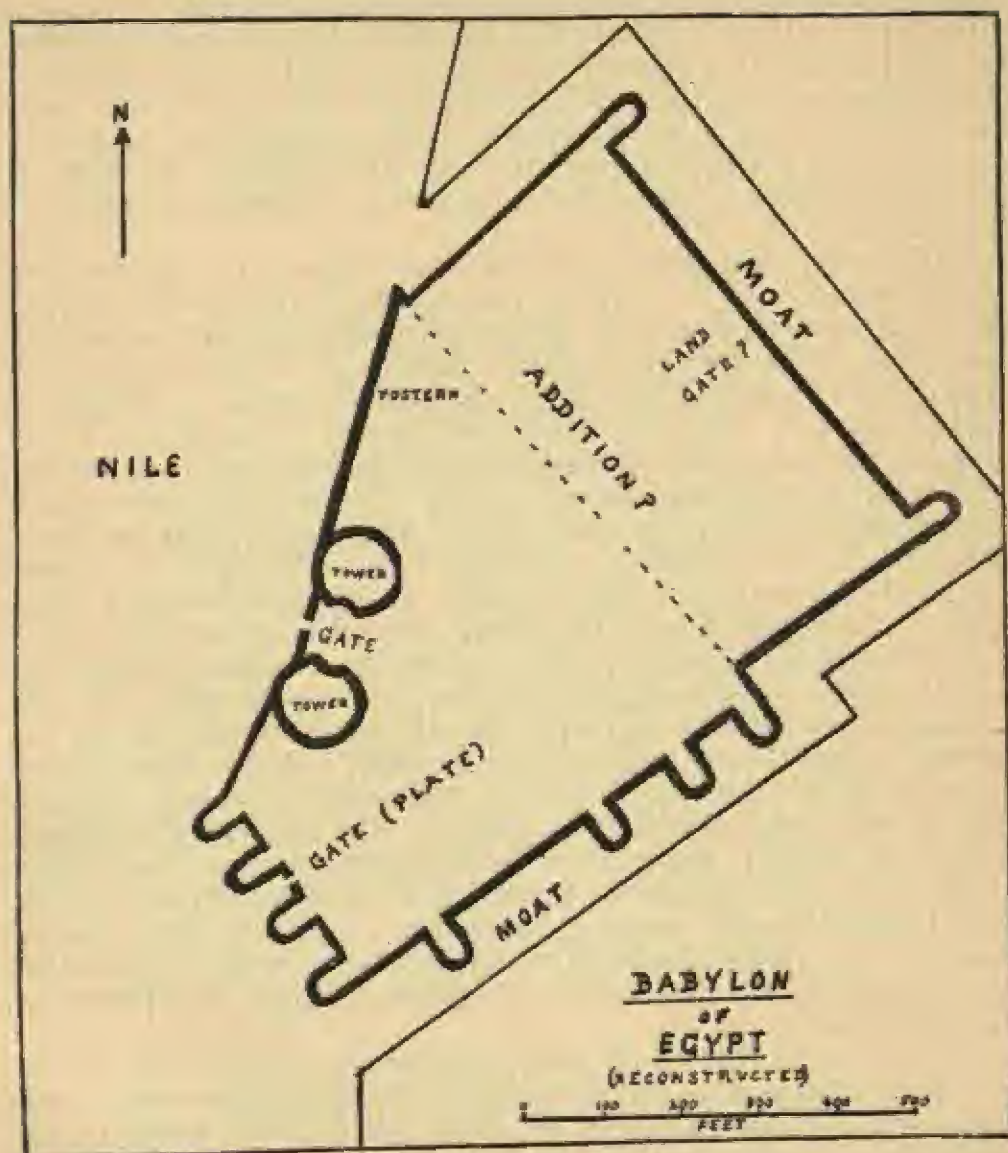 N
MOAT
LAND
GATE?
POSTERN
ADDITION?
NILE
TOWER
GATE
TOWER
GATE (PLATE)
MOAT
BABYLON
OF
EGYPT
(RECONSTRUCTED)
0 100 200 300 400 500
FEET